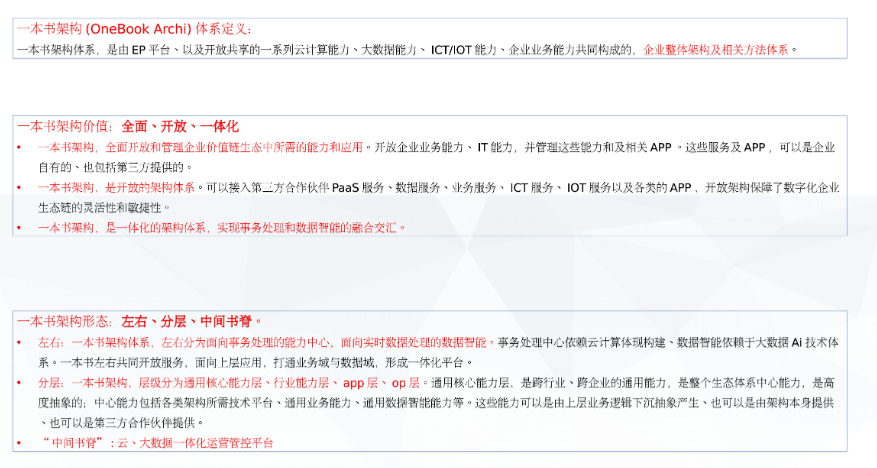 一本书架构 (OneBook Archi) 体系定义:
一本书架构体系，是由 EP 平台、以及开放共享的一系列云计算能力、大数据能力、 ICT/IOT 能力、企业业务能力共同构成的，企业整体架构及相关方法体系。
一本书架构价值：全面、开放、一体化
• 一本书架构，全面开放和管理企业价值链生态中所需的能力和应用。开放企业业务能力、 IT 能力，并管理这些能力和及相关 APP 。这些服务及 APP ，可以是企业
自有的、也包括第三方提供的。
• 一本书架构，是开放的架构体系。可以接入第三方合作伙伴 PaaS 服务、数据服务、业务服务、 ICT 服务、 IOT 服务以及各类的 APP ，开放架构保障了数字化企业
生态链的灵活性和敏捷性。
• 一本书架构，是一体化的架构体系，实现事务处理和数据智能的融合交汇。
一本书架构形态：左右、分层、中间书脊。
• 左右：一本书架构体系，左右分为面向事务处理的能力中心，面向实时数据处理的数据智能。事务处理中心依赖云计算体现构建、数据智能依赖于大数据 Ai 技术体
系。一本书左右共同开放服务，面向上层应用，打通业务域与数据域，形成一体化平台。
• 分层：一本书架构，层级分为通用核心能力层、行业能力层、 app 层、 op 层。通用核心能力层，是跨行业、跨企业的通用能力，是整个生态体系中心能力，是高
度抽象的；中心能力包括各类架构所需技术平台、通用业务能力、通用数据智能能力等。这些能力可以是由上层业务逻辑下沉抽象产生、也可以是由架构本身提供
、也可以是第三方合作伙伴提供。
• “中间书脊”：云、大数据一体化运营管控平台